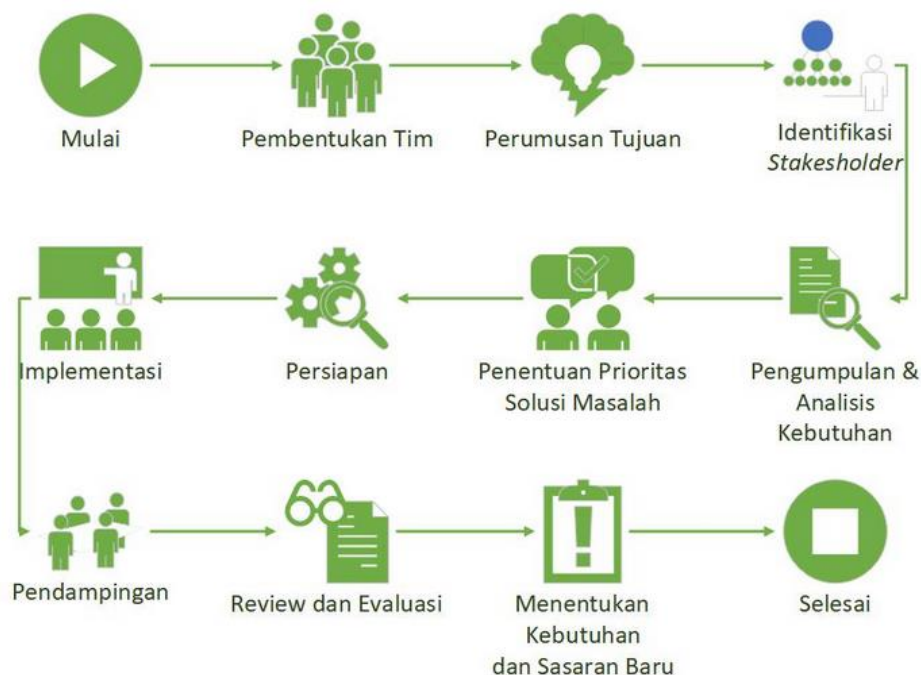 Mulai
Pembentukan Tim
Perumusan Tujuan
Identifikasi
Stakesholder
Implementasi
Persiapan
Penentuan Prioritas
Solusi Masalah
Pengumpulan &
Analisis
Kebutuhan
Pendampingan
Review dan Evaluasi
Menentukan
Kebutuhan
dan Sasaran Baru
Selesai